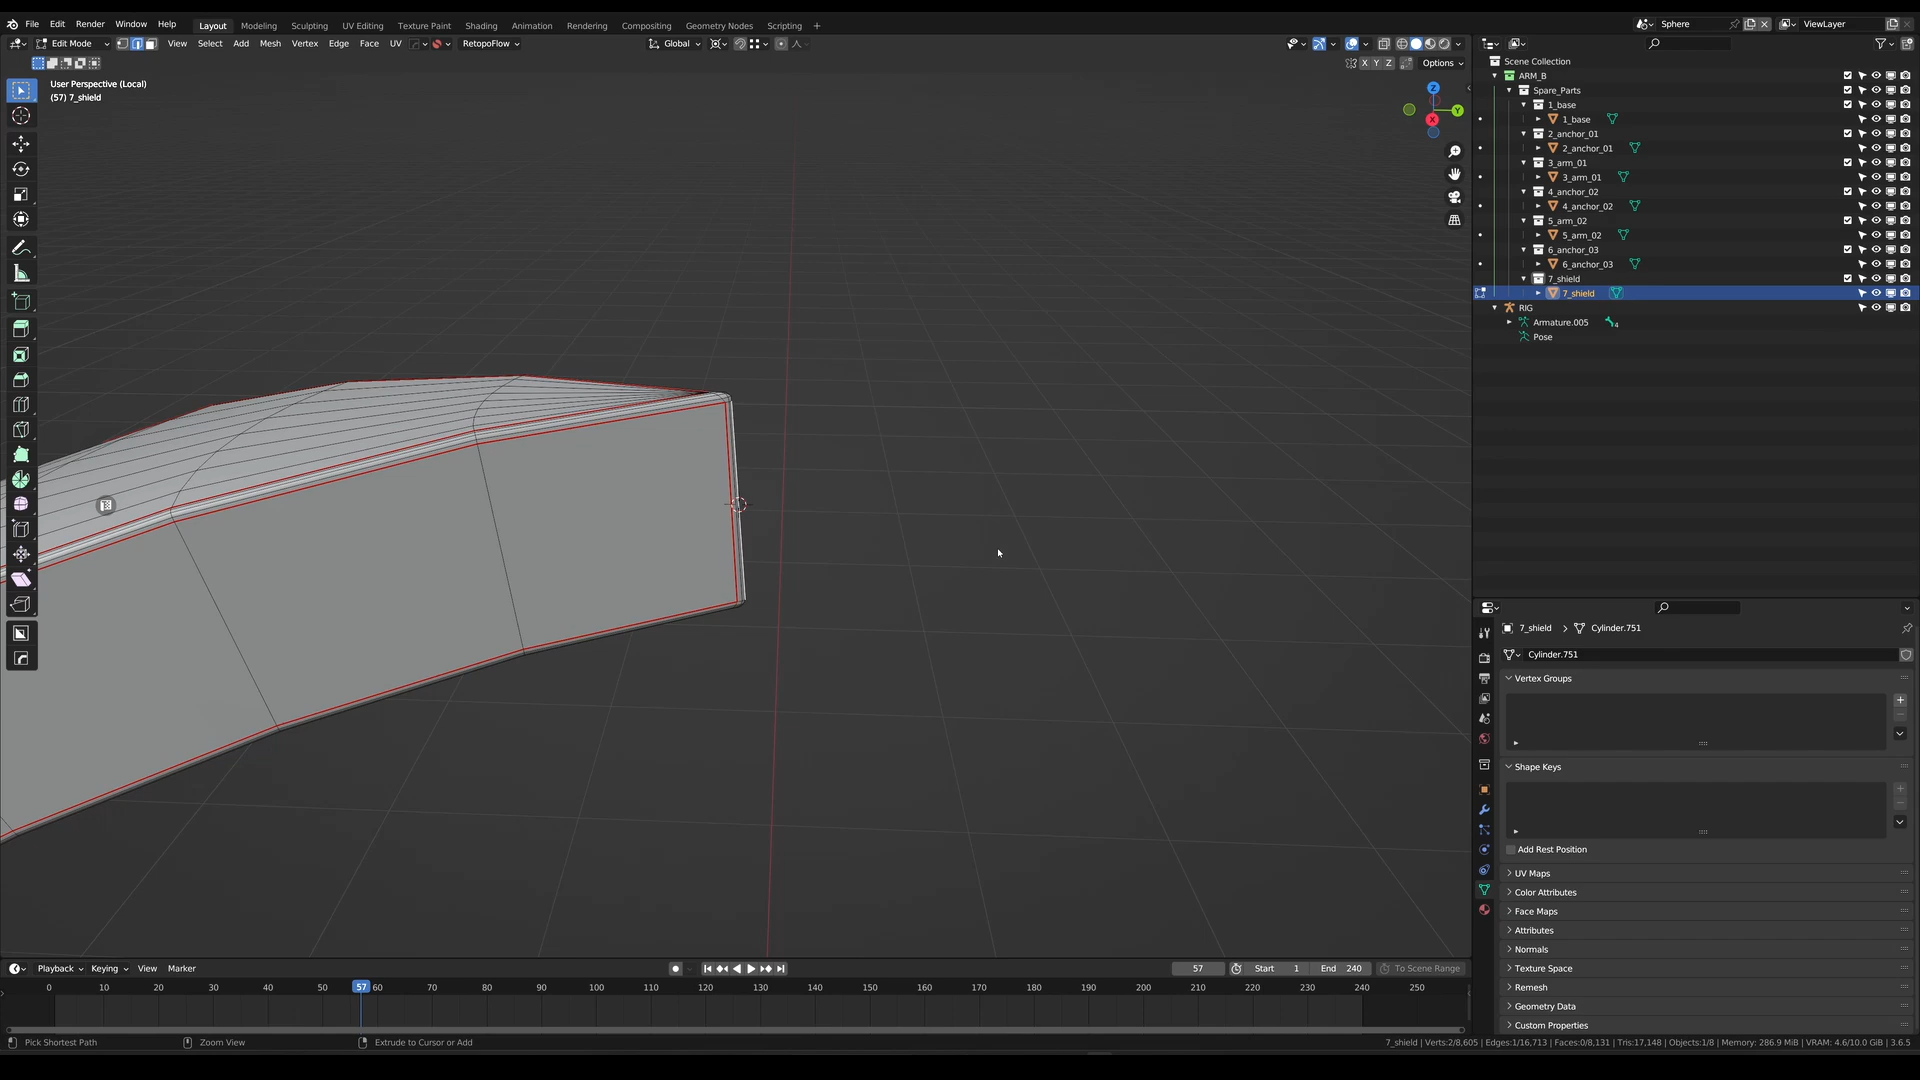 File Edit Render Window Help Layout Modeling Sculpting UV Editing Texture Paint Shading Animation Rendering Compositing Geometry Nodes Scripting + Sphere ViewLayer
Edit Mode View Select Add Mesh Vertex Edge Face UV RetopoFlow Global
X Y Z Options
User Perspective (Local)
(57) 7_shield
Z
Y
X
Scene Collection
ARM_B
Spare_Parts
1_base
1_base
2_anchor_01
2_anchor_01
3_arm_01
3_arm_01
4_anchor_02
4_anchor_02
5_arm_02
5_arm_02
6_anchor_03
6_anchor_03
7_shield
7_shield
RIG
Armature.005 4
Pose
7_shield > Cylinder.751
Cylinder.751
Vertex Groups
Shape Keys
Add Rest Position
UV Maps
Color Attributes
Face Maps
Attributes
Normals
Texture Space
Remesh
Geometry Data
Custom Properties
Playback Keying View Marker 57 Start 1 End 240 To Scene Range
0 10 20 30 40 50 57 60 70 80 90 100 110 120 130 140 150 160 170 180 190 200 210 220 230 240 250
Pick Shortest Path Zoom View Extrude to Cursor or Add 7_shield | Verts:2/8,605 | Edges:1/16,713 | Faces:0/8,131 | Tris:17,148 | Objects:1/8 | Memory: 286.9 MiB | VRAM: 4.6/10.0 GiB | 3.6.5